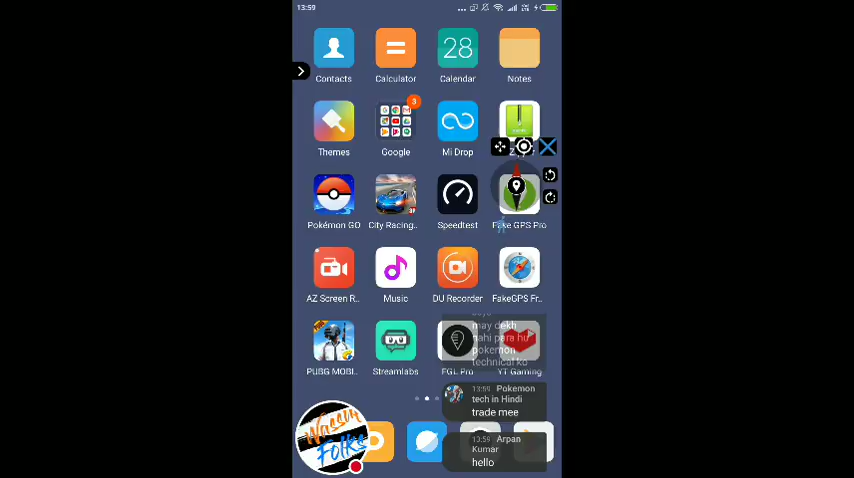 13:59
Contacts
Calculator
28
Calendar
Notes
Themes
3
Google
Mi Drop
Pokémon GO
City Racing..
Speedtest
Fake GPS Pro
AZ Screen R..
Music
DU Recorder
FakeGPS Fr..
may dekh
nahi para hu
pokemon
technical ko
PUBG MOBI..
Streamlabs
FGL Pro
YT Gaming
13:59 Pokemon
tech in Hindi
trade mee
Wassup
Folks
13:59 Arpan
Kumar
hello